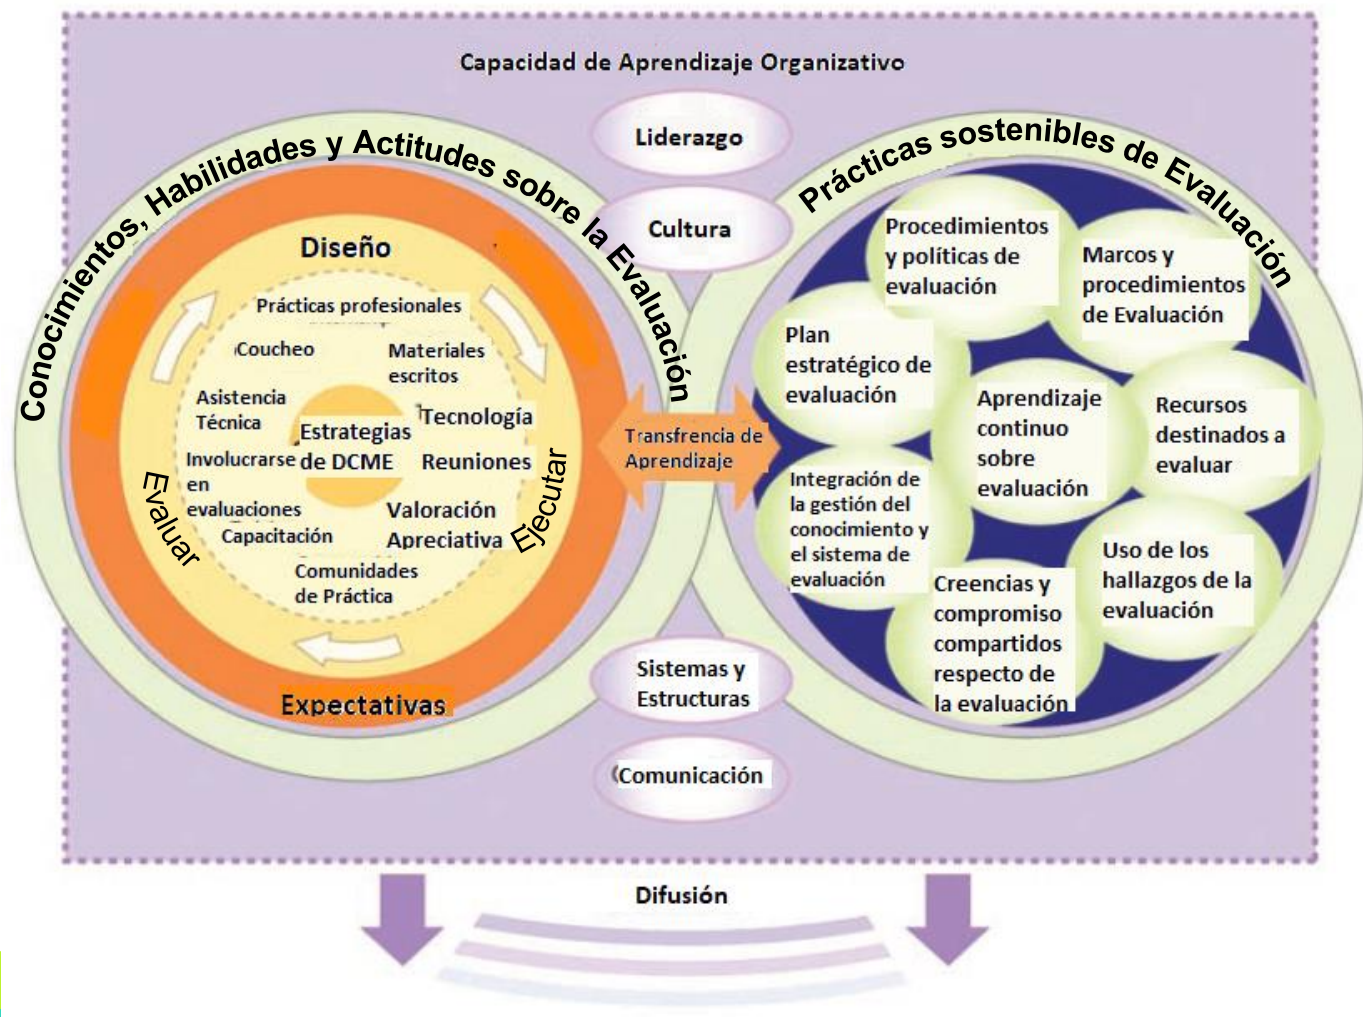 Capacidad de Aprendizaje Organizativo
Liderazgo
Cultura
Conocimientos, Habilidades y Actitudes sobre la Evaluación
Diseño
Prácticas profesionales
Coucheo
Materiales
escritos
Asistencia
Técnica
Tecnología
Estrategias
de DCME
Involucrarse
en
evaluaciones
Reuniones
Capacitación
Valoración
Apreciativa
Comunidades
de Práctica
Evaluar
Ejecutar
Expectativas
Transfrencia de
Aprendizaje
Prácticas sostenibles de Evaluación
Procedimientos
y políticas de
evaluación
Marcos y
procedimientos
de Evaluación
Plan
estratégico de
evaluación
Aprendizaje
continuo
sobre
evaluación
Recursos
destinados a
evaluar
Integración de
la gestión del
conocimiento y
el sistema de
evaluación
Uso de los
hallazgos de la
evaluación
Creencias y
compromiso
compartidos
respecto de
la evaluación
Sistemas y
Estructuras
Comunicación
Difusión